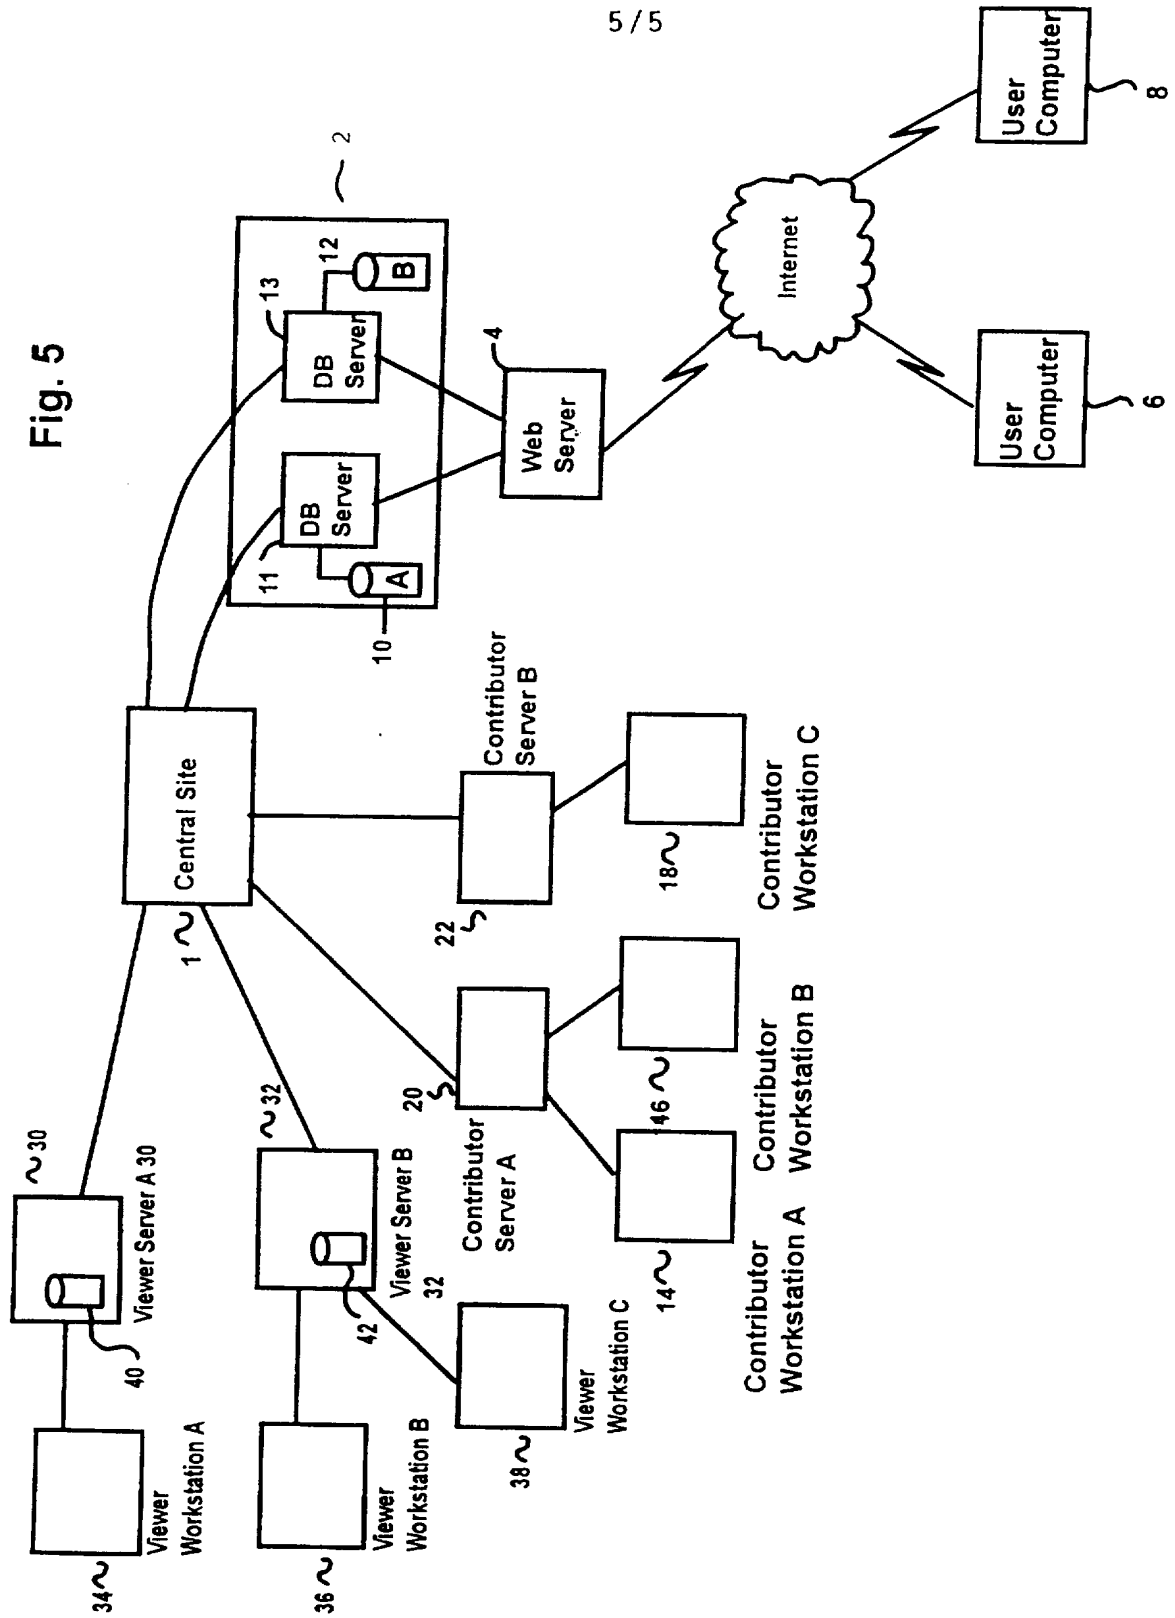 5/5
Fig. 5
Viewer
Workstation A
34
40
Viewer Server A 30
30
Viewer
Workstation B
36
42
Viewer Server B
32
32
Viewer
Workstation C
38
1
Central Site
Contributor
Server A
20
Contributor
Server B
22
14
Contributor
Workstation A
46
Contributor
Workstation B
18
Contributor
Workstation C
2
11
DB
Server
A
10
13
DB
Server
12
B
Web
Server
4
Internet
User
Computer
6
User
Computer
8